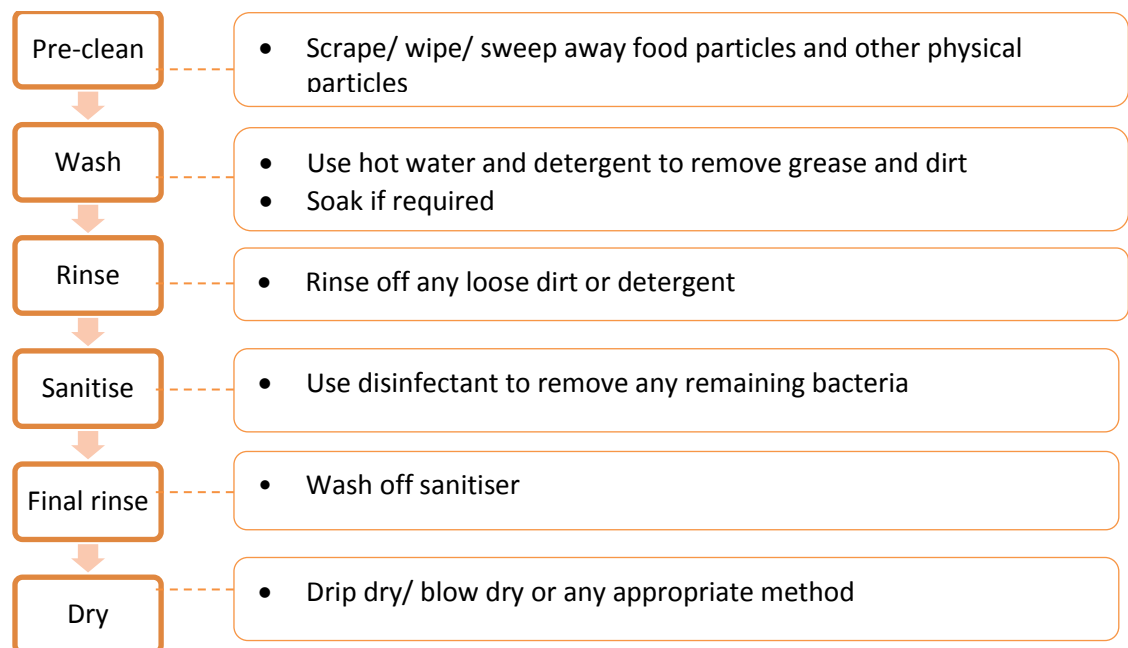 Pre-clean
• Scrape/ wipe/ sweep away food particles and other physical
particles
Wash
• Use hot water and detergent to remove grease and dirt
• Soak if required
Rinse
• Rinse off any loose dirt or detergent
Sanitise
• Use disinfectant to remove any remaining bacteria
Final rinse
• Wash off sanitiser
Dry
• Drip dry/ blow dry or any appropriate method